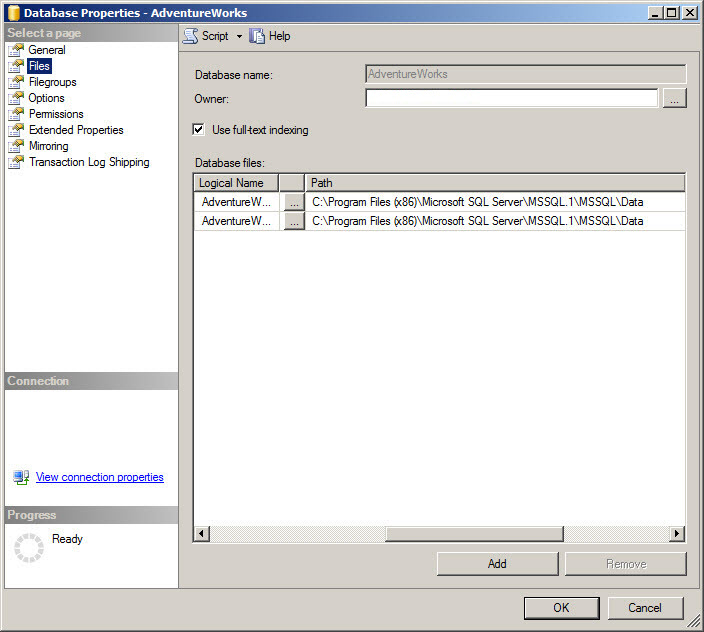 Database Properties - AdventureWorks
Select a page
General
Files
Filegroups
Options
Permissions
Extended Properties
Mirroring
Transaction Log Shipping
Connection
View connection properties
Progress
Ready
Script Help
Database name: AdventureWorks
Owner: ...
Use full-text indexing
Database files:
Logical Name Path
AdventureW... ... C:\Program Files (x86)\Microsoft SQL Server\MSSQL.1\MSSQL\Data
AdventureW... ... C:\Program Files (x86)\Microsoft SQL Server\MSSQL.1\MSSQL\Data
Add Remove
OK Cancel